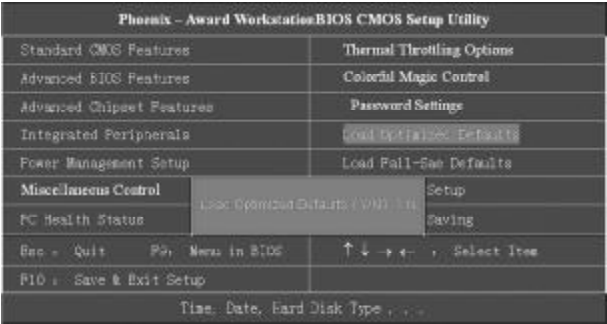 Phoenix – Award WorkstationBIOS CMOS Setup Utility
Standard CMOS Features
Advanced BIOS Features
Advanced Chipset Features
Integrated Peripherals
Power Management Setup
Miscellaneous Control
PC Health Status
Thermal Throttling Options
Colorful Magic Control
Password Settings
Load Optimized Defaults
Load Fail-Sae Defaults
Setup
Saving
Load Optimized Defaults ( Y/N)
Esc : Quit F9: Menu in BIOS
↑ ↓ → ← : Select Item
F10 : Save & Exit Setup
Time, Date, Hard Disk Type . . .